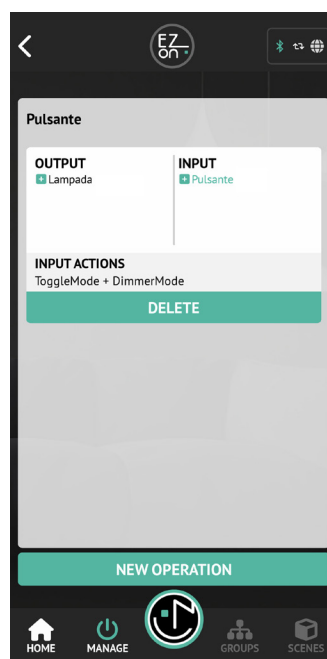 EZ
on
Pulsante
OUTPUT
Lampada
INPUT
Pulsante
INPUT ACTIONS
ToggleMode + DimmerMode
DELETE
NEW OPERATION
HOME
MANAGE
GROUPS
SCENES